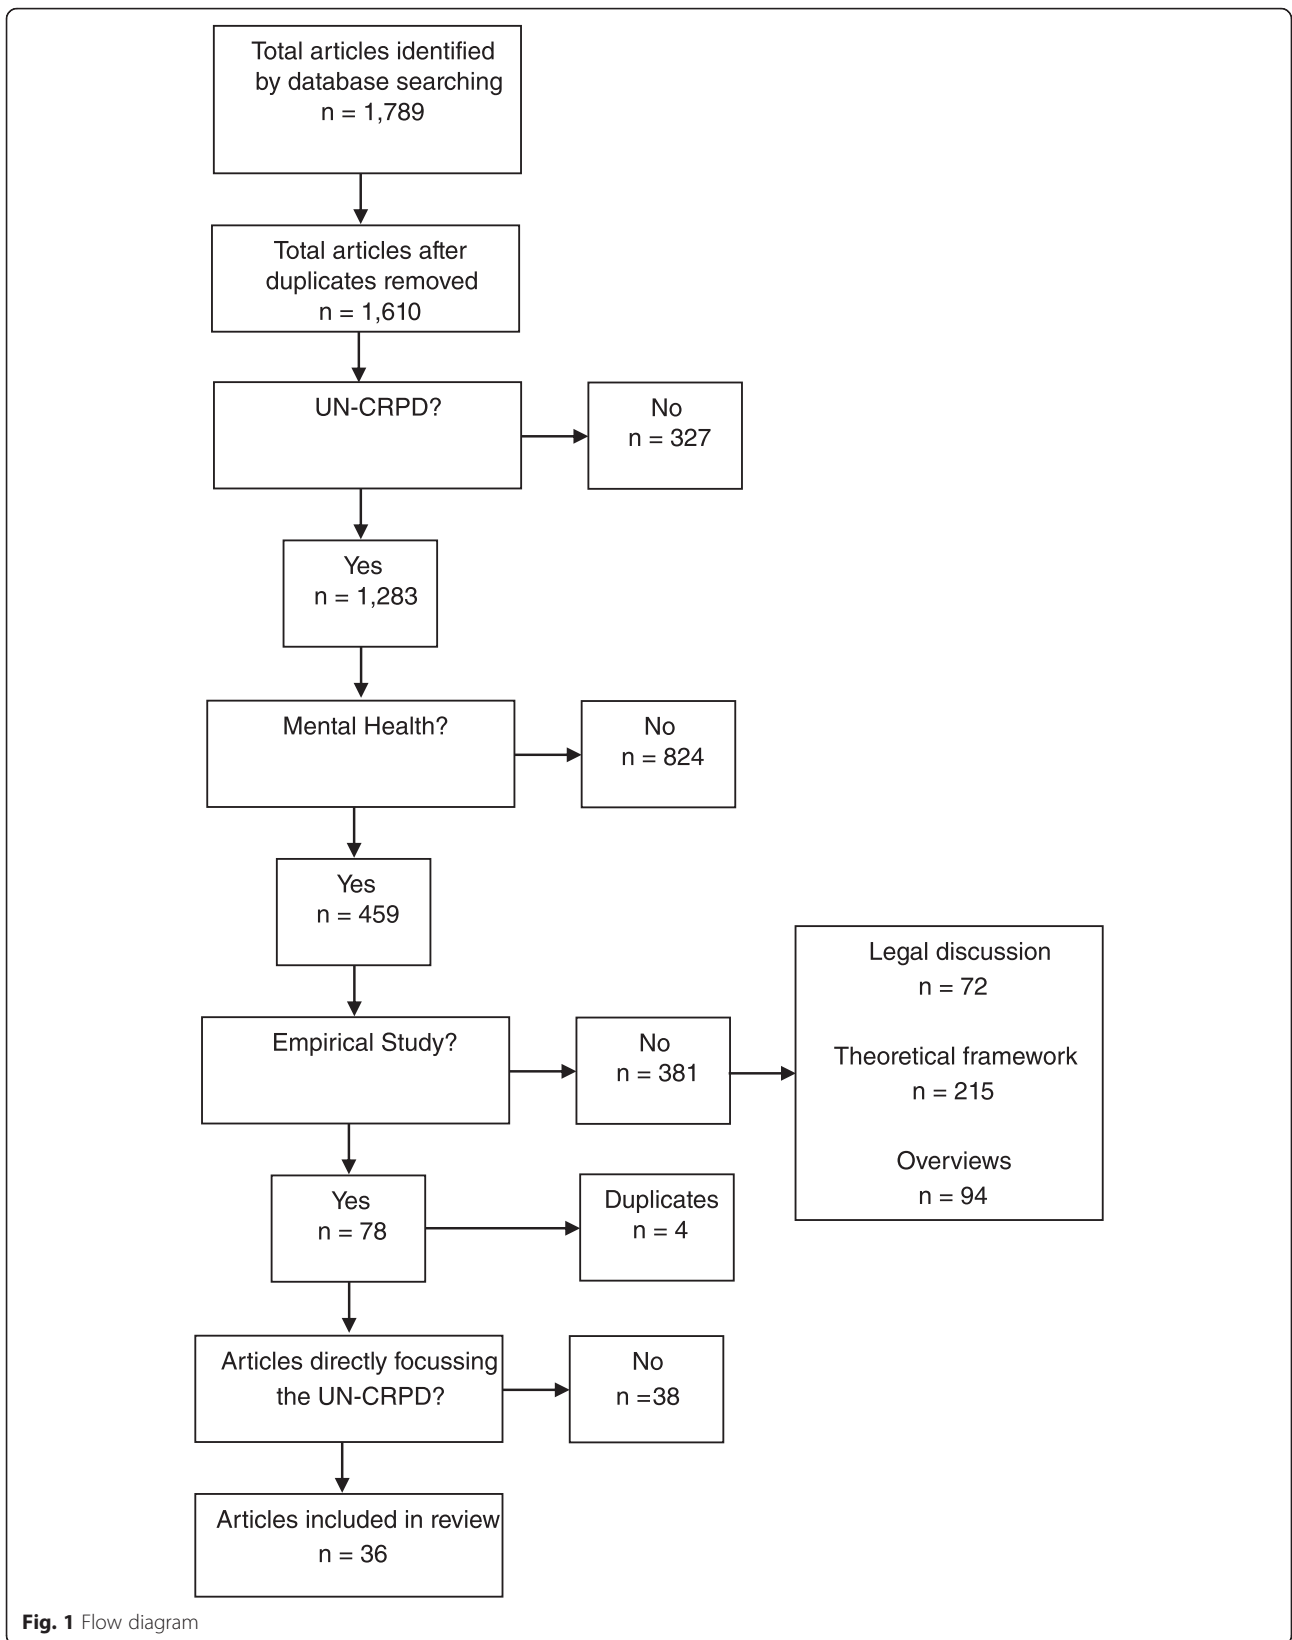 Total articles identified
by database searching
n = 1,789
Total articles after
duplicates removed
n = 1,610
UN-CRPD?
No
n = 327
Yes
n = 1,283
Mental Health?
No
n = 824
Yes
n = 459
Empirical Study?
No
n = 381
Legal discussion
n = 72
Theoretical framework
n = 215
Overviews
n = 94
Yes
n = 78
Duplicates
n = 4
Articles directly focussing
the UN-CRPD?
No
n =38
Articles included in review
n = 36
Fig. 1 Flow diagram